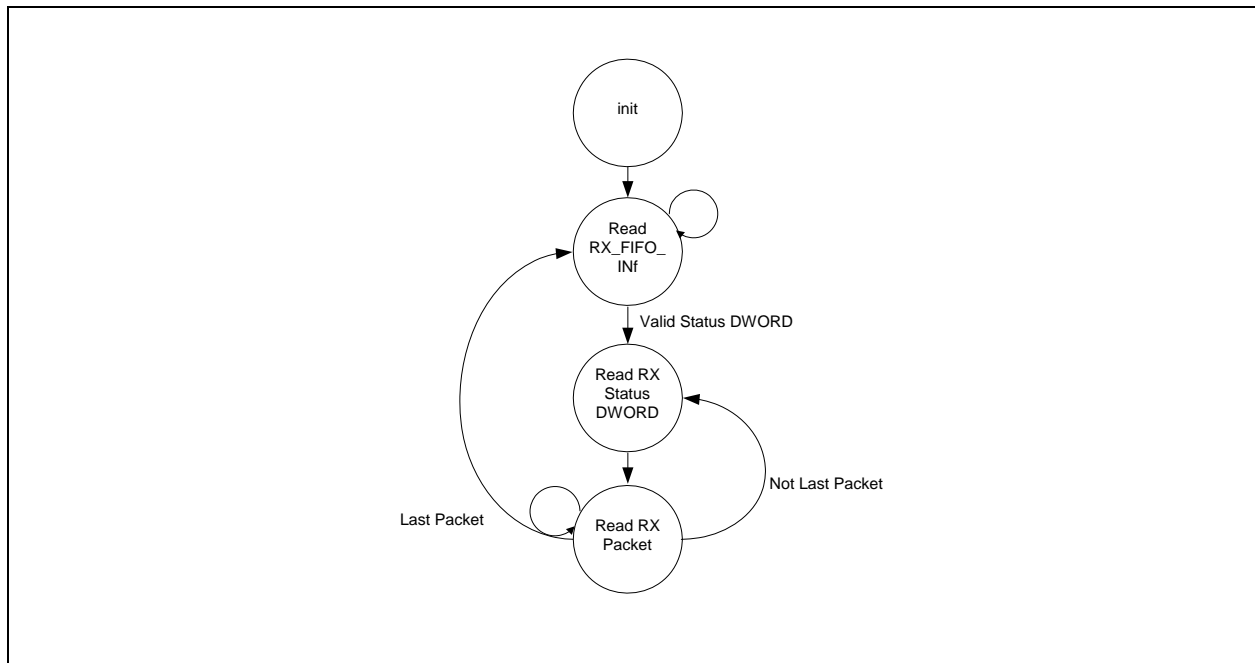 init
Read
RX_FIFO_
INf
Valid Status DWORD
Read RX
Status
DWORD
Not Last Packet
Last Packet
Read RX
Packet